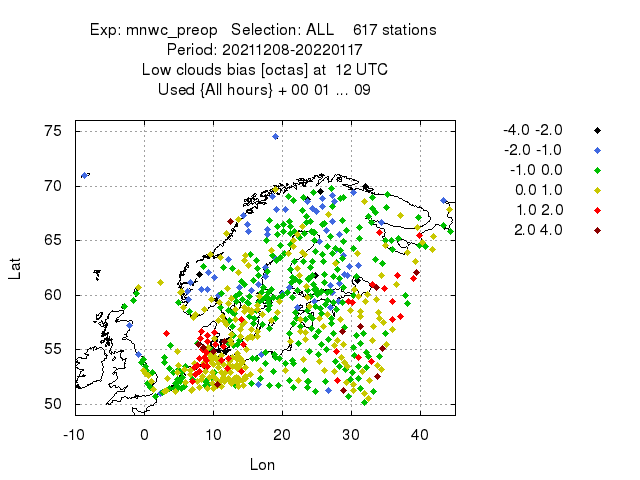 Exp: mnwc_preop   Selection: ALL    617 stations
Period: 20211208-20220117
Low clouds bias [octas] at  12 UTC
Used {All hours} + 00 01 ... 09
-4.0 -2.0
-2.0 -1.0
-1.0 0.0
0.0 1.0
1.0 2.0
2.0 4.0
75
70
65
60
55
50
Lat
-10 0 10 20 30 40
Lon